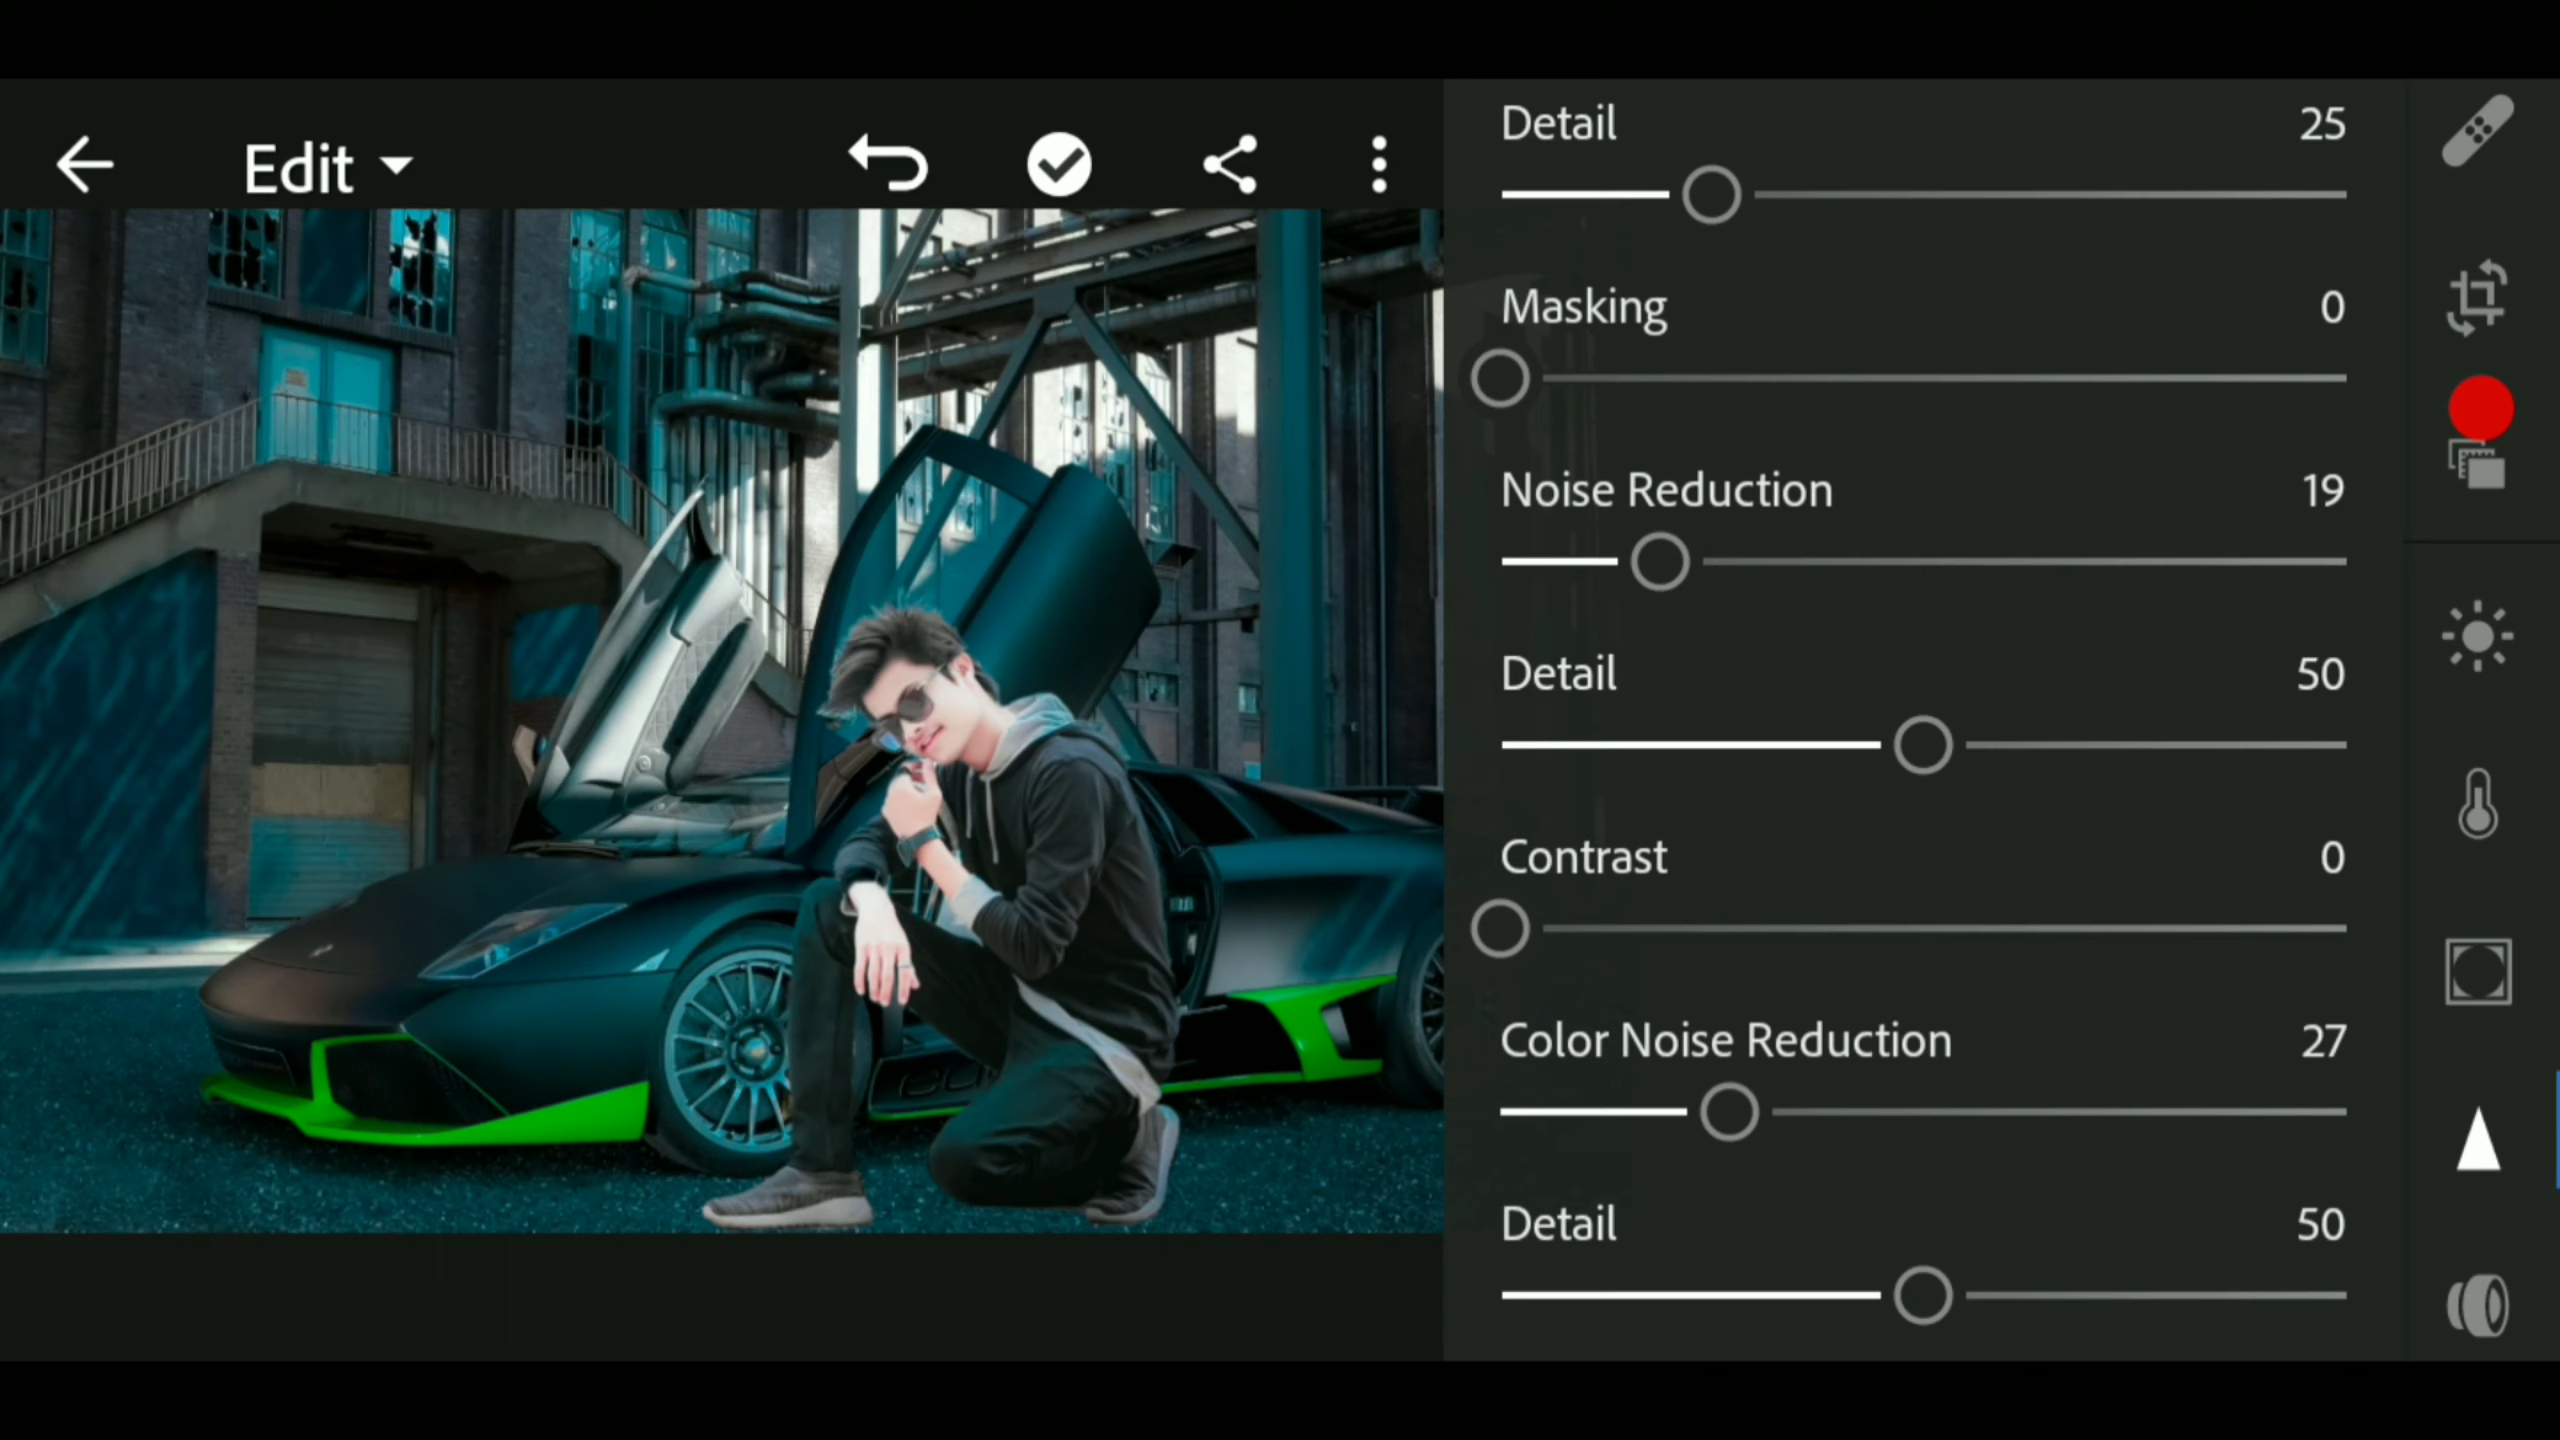 Edit
Detail 25
Masking 0
Noise Reduction 19
Detail 50
Contrast 0
Color Noise Reduction 27
Detail 50